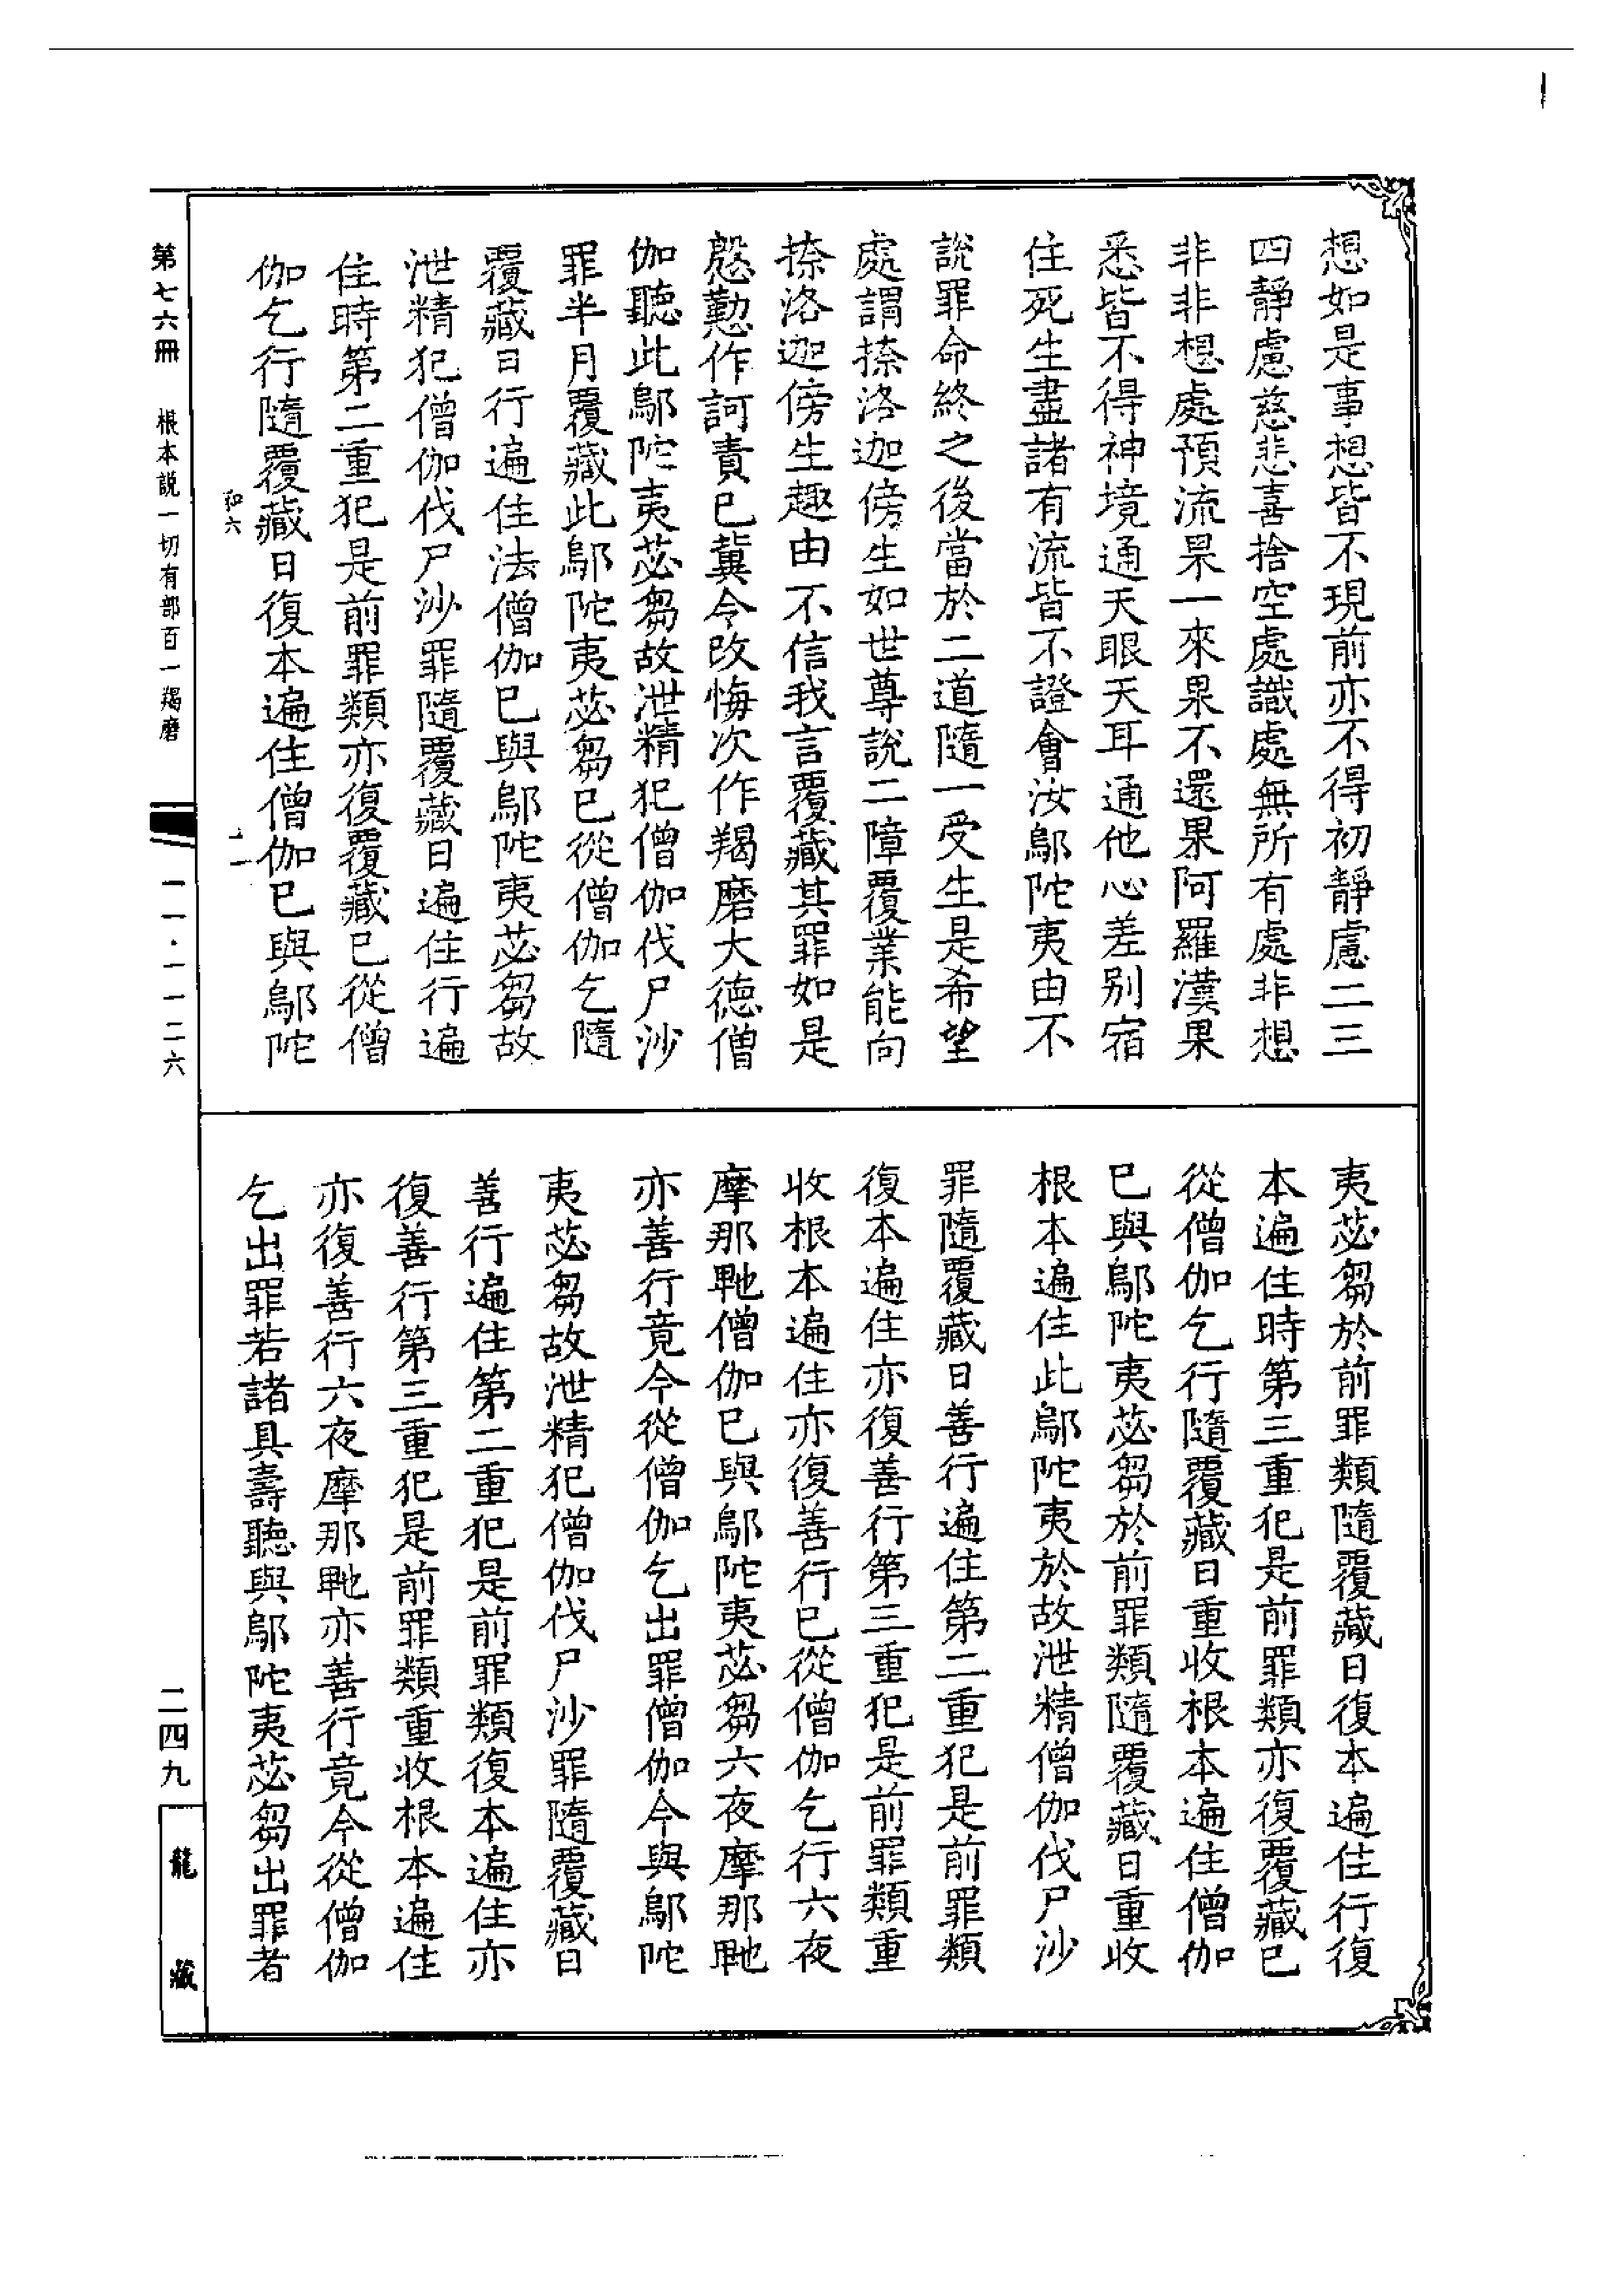 想如是事想皆不現前亦不得初靜慮二三
四靜慮慈悲喜捨空處識處無所有處非想
非非想處預流果一來果不還果阿羅漢果
悉皆不得神境通天眼天耳通他心差别宿
住死生盡諸有流皆不證會汝鄔陀夷由不
說罪命終之後當於二道隨一受生是希望
處謂捺洛迦傍生如世尊說二障覆業能向
捺洛迦傍生趣由不信我言覆藏其罪如是
慇懃作訶責已冀令改悔次作羯磨大德僧
伽聽此鄔陀夷苾芻故泄精犯僧伽伐尸沙
罪半月覆藏此鄔陀夷苾芻已從僧伽乞隨
覆藏日行遍住法僧伽已與鄔陀夷苾芻故
泄精犯僧伽伐尸沙罪隨覆藏日遍住行遍
住時第二重犯是前罪類亦復覆藏已從僧
伽乞行隨覆藏日復本遍住僧伽已與鄔陀
夷苾芻於前罪類隨覆藏日復本遍住行復
本遍住時第三重犯是前罪類亦復覆藏已
從僧伽乞行隨覆藏日重收根本遍住僧伽
已與鄔陀夷苾芻於前罪類隨覆藏日重收
根本遍住此鄔陀夷於故泄精僧伽伐尸沙
罪隨覆藏日善行遍住第二重犯是前罪類
復本遍住亦復善行第三重犯是前罪類重
收根本遍住亦復善行已從僧伽乞行六夜
摩那𭅯僧伽已與鄔陀夷苾芻六夜摩那𭅯
亦善行竟今從僧伽乞出罪僧伽今與鄔陀
夷苾芻故泄精犯僧伽伐尸沙罪隨覆藏日
善行遍住第二重犯是前罪類復本遍住亦
復善行第三重犯是前罪類重收根本遍住
亦復善行六夜摩那𭅯亦善行竟今從僧伽
乞出罪若諸具壽聽與鄔陀夷苾芻出罪者
和六
十一
第七六冊 根本說一切有部百一羯磨
一一·一一二六
二四九
龍藏